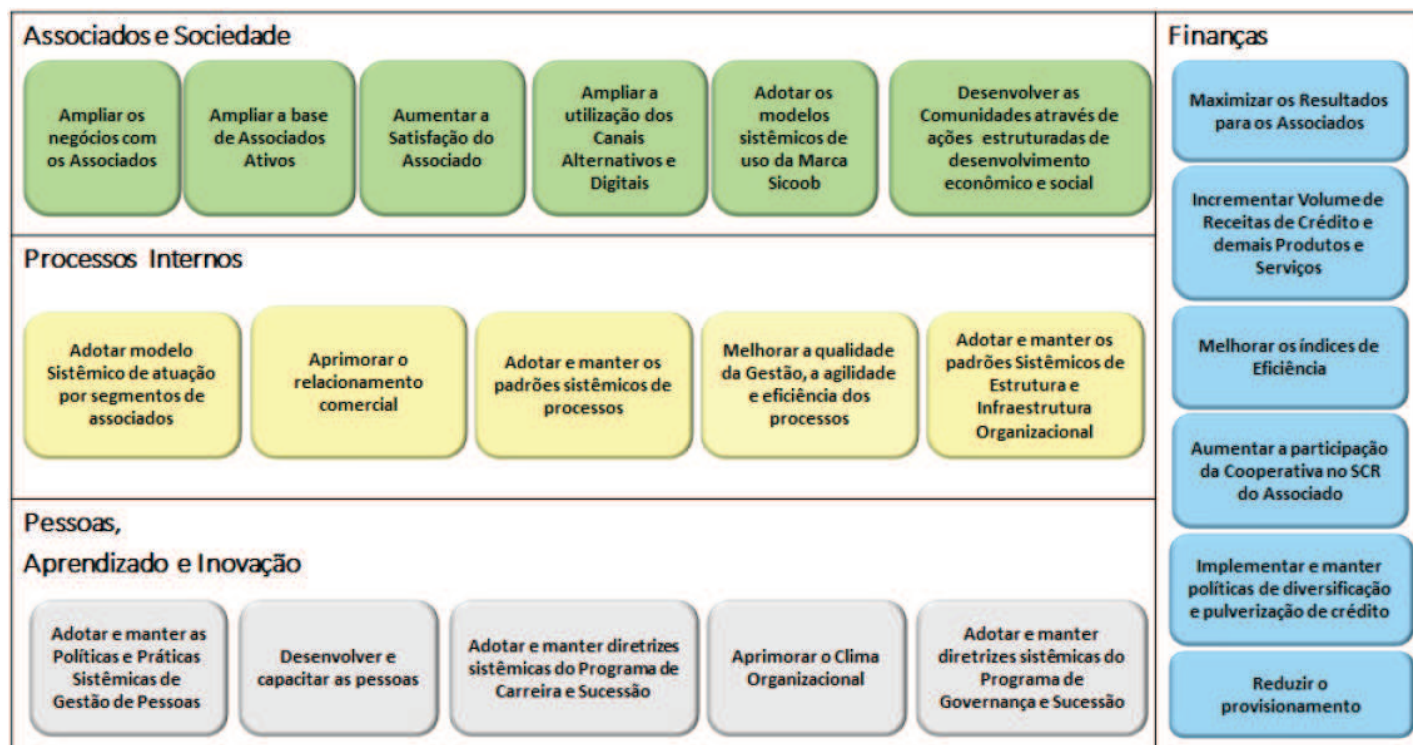 Associados e Sociedade
Ampliar os
negócios com
os Associados
Ampliar a base
de Associados
Ativos
Aumentar a
Satisfação do
Associado
Ampliar a
utilização dos
Canais
Alternativos e
Digitais
Adotar os
modelos
sistêmicos de
uso da Marca
Sicoob
Desenvolver as
Comunidades através de
ações estruturadas de
desenvolvimento
econômico e social
Processos Internos
Adotar modelo
Sistêmico de atuação
por segmentos de
associados
Aprimorar o
relacionamento
comercial
Adotar e manter os
padrões sistêmicos de
processos
Melhorar a qualidade
da Gestão, a agilidade
e eficiência dos
processos
Adotar e manter os
padrões Sistêmicos de
Estrutura e
Infraestrutura
Organizacional
Pessoas,
Aprendizado e Inovação
Adotar e manter as
Políticas e Práticas
Sistêmicas de
Gestão de Pessoas
Desenvolver e
capacitar as pessoas
Adotar e manter diretrizes
sistêmicas do Programa de
Carreira e Sucessão
Aprimorar o Clima
Organizacional
Adotar e manter
diretrizes sistêmicas do
Programa de
Governança e Sucessão
Finanças
Maximizar os Resultados
para os Associados
Incrementar Volume de
Receitas de Crédito e
demais Produtos e
Serviços
Melhorar os índices de
Eficiência
Aumentar a participação
da Cooperativa no SCR
do Associado
Implementar e manter
políticas de diversificação
e pulverização de crédito
Reduzir o
provisionamento